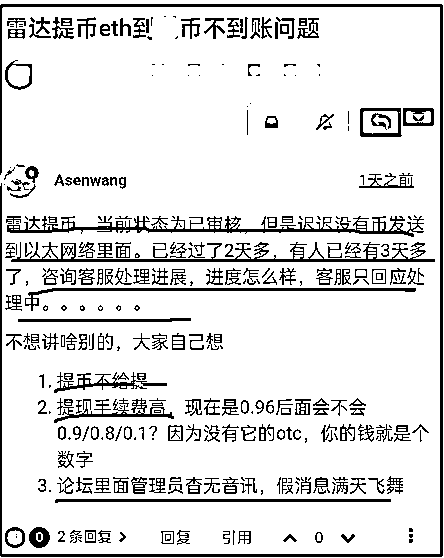 雷达提币eth到 币不到账问题
Asenwang
1天之前
雷达提币，当前状态为已审核，但是迟迟没有币发送
到以太网络里面。已经过了2天多，有人已经有3天多
了，咨询客服处理进展，进度怎么样，客服只回应处
理中。。。。。。
不想讲啥别的，大家自己想
1. 提币不给提
2. 提现手续费高，现在是0.96后面会不会
0.9/0.8/0.1？因为没有它的otc，你的钱就是个
数字
3. 论坛里面管理员杳无音讯，假消息满天飞舞
0 2条回复 > 回复 引用 0